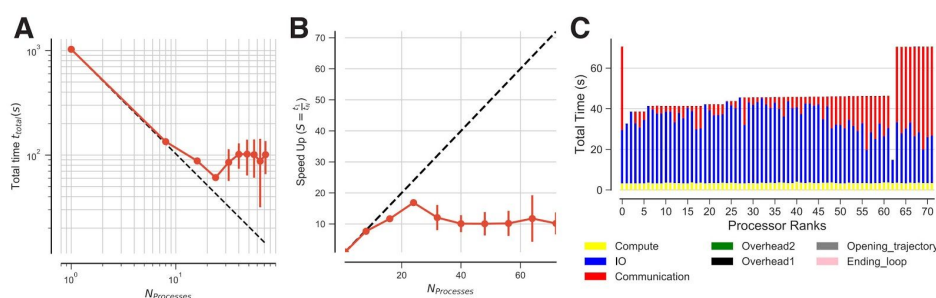 A
B
C
Total time t_total(s)
10³
10²
10⁰
10¹
N_Processes
Speed Up (S = t₁/t_N)
70
60
50
40
30
20
10
20
40
60
N_Processes
Total Time (s)
60
40
20
0
0 5 10 15 20 25 30 35 40 45 50 55 60 65 70
Processor Ranks
Compute
IO
Communication
Overhead2
Overhead1
Opening_trajectory
Ending_loop